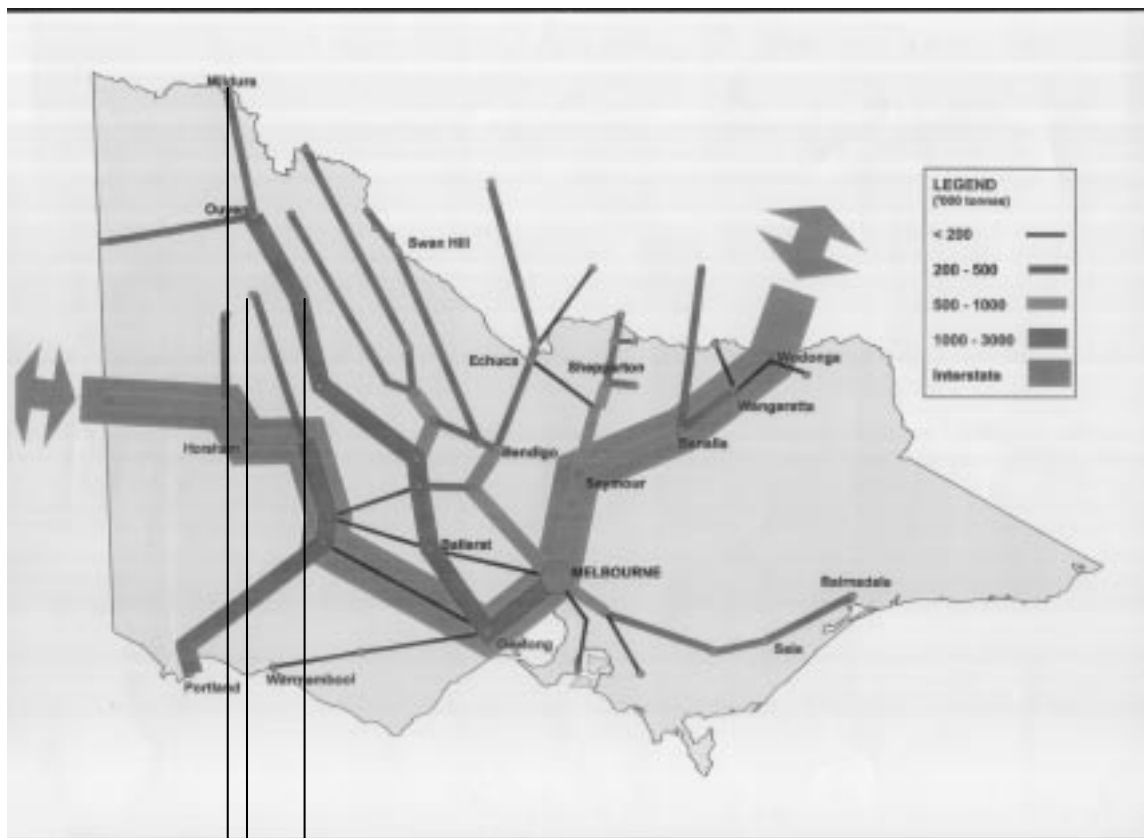 Mildura
Ouyen
Swan Hill
LEGEND
('000 tonnes)
< 200
200 - 500
500 - 1000
1000 - 3000
Interstate
Echuca
Shepparton
Wodonga
Wangaratta
Benalla
Horsham
Bendigo
Seymour
Ballarat
MELBOURNE
Bairnsdale
Geelong
Sale
Portland
Warrnambool